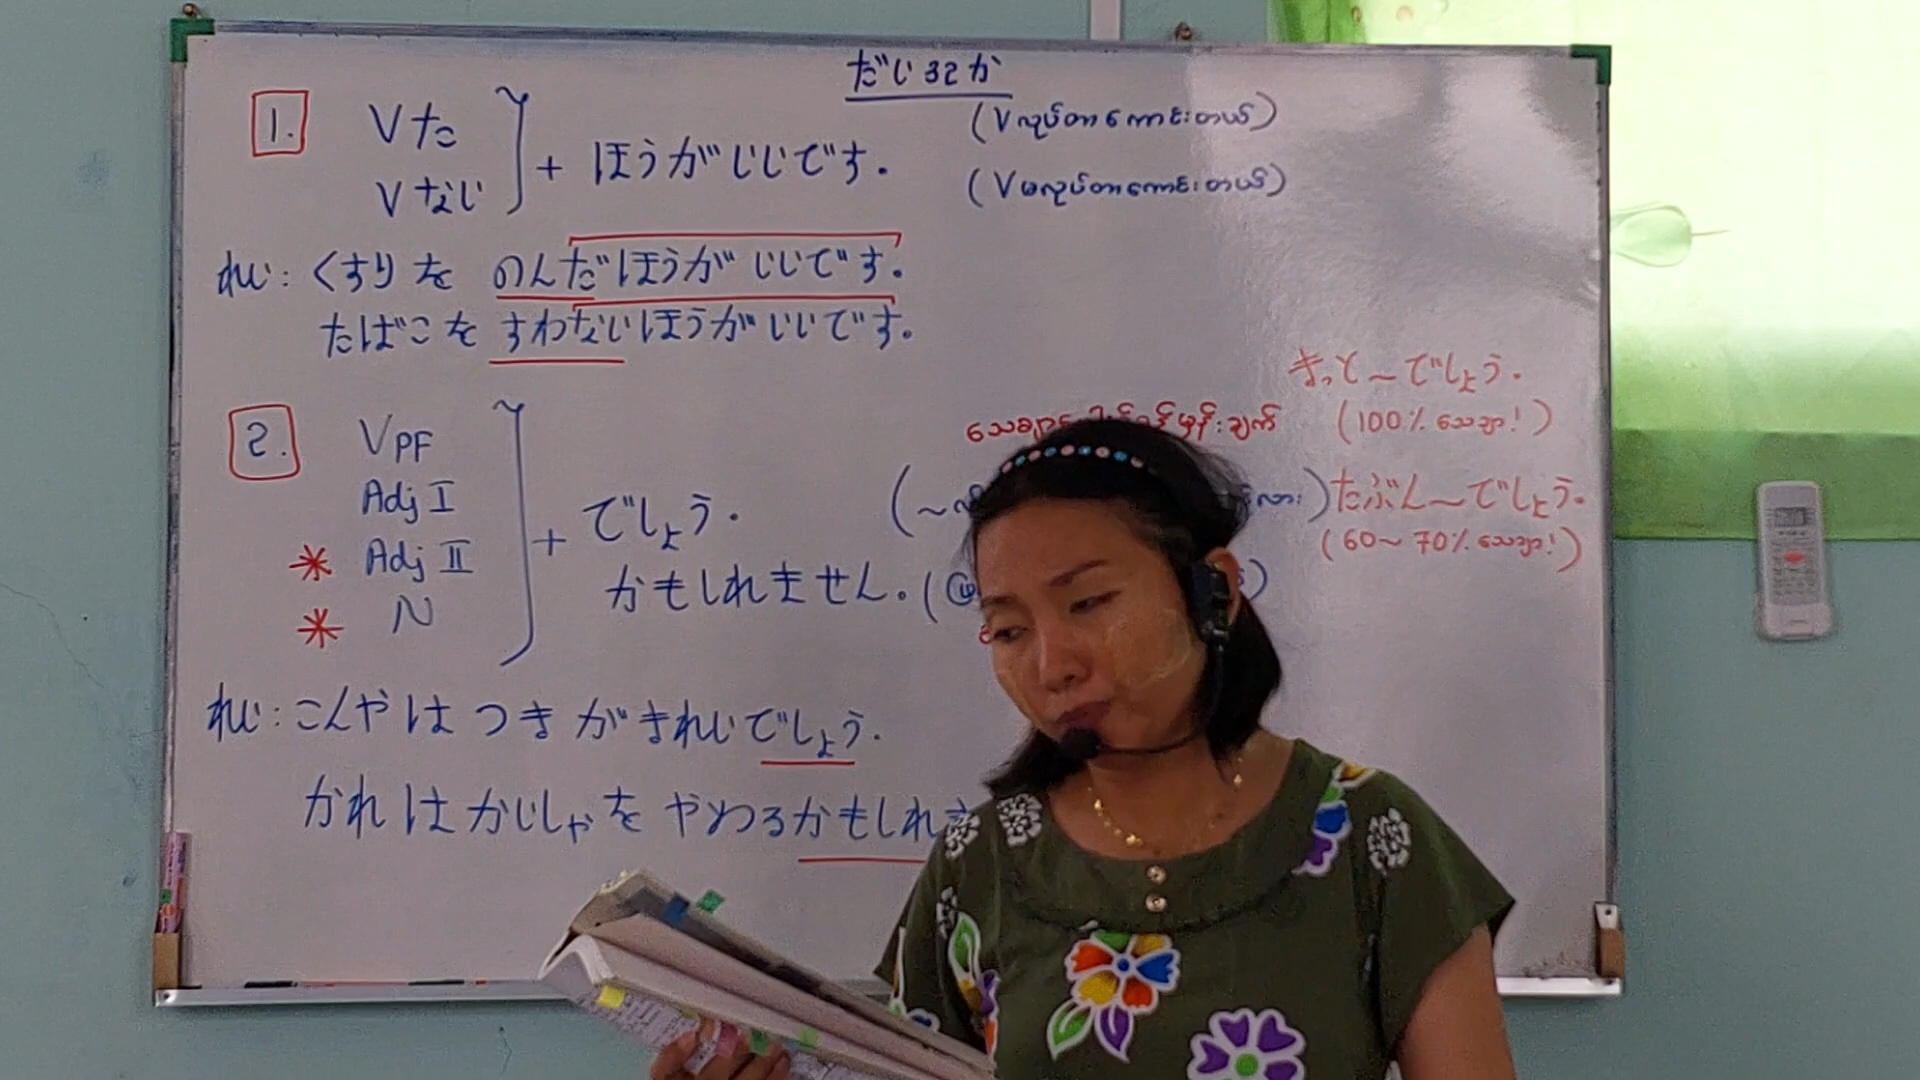 だい 32 か
1. Vた
Vない
+ ほうがいいです。
(Vလုပ်တာကောင်းတယ်)
(Vမလုပ်တာကောင်းတယ်)
れい: くすりを のんだほうがいいです。
たばこを すわないほうがいいです。
きっと〜でしょう。
(100% သေချာ!)
2. VPF
Adj I
* Adj II
* N
+ でしょう.
かもしれません。
たぶん〜でしょう。
(60〜70% သေချာ!)
れい: こんやは つきが きれいでしょう.
かれは かいしゃを やめるかもしれ